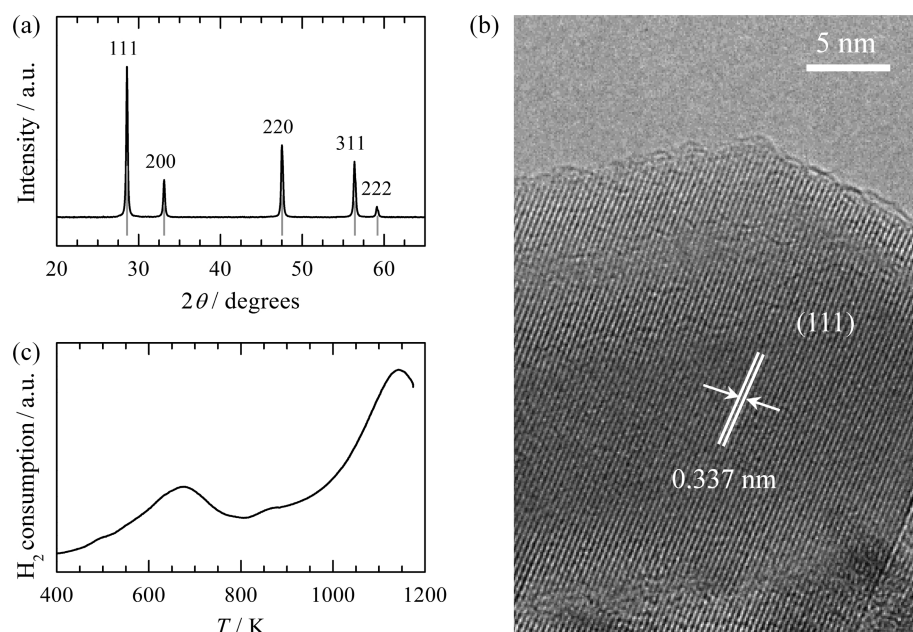 (a)
111
200
220
311
222
Intensity / a.u.
20 30 40 50 60
2θ / degrees
(b)
5 nm
(111)
0.337 nm
(c)
H₂ consumption / a.u.
400 600 800 1000 1200
T / K